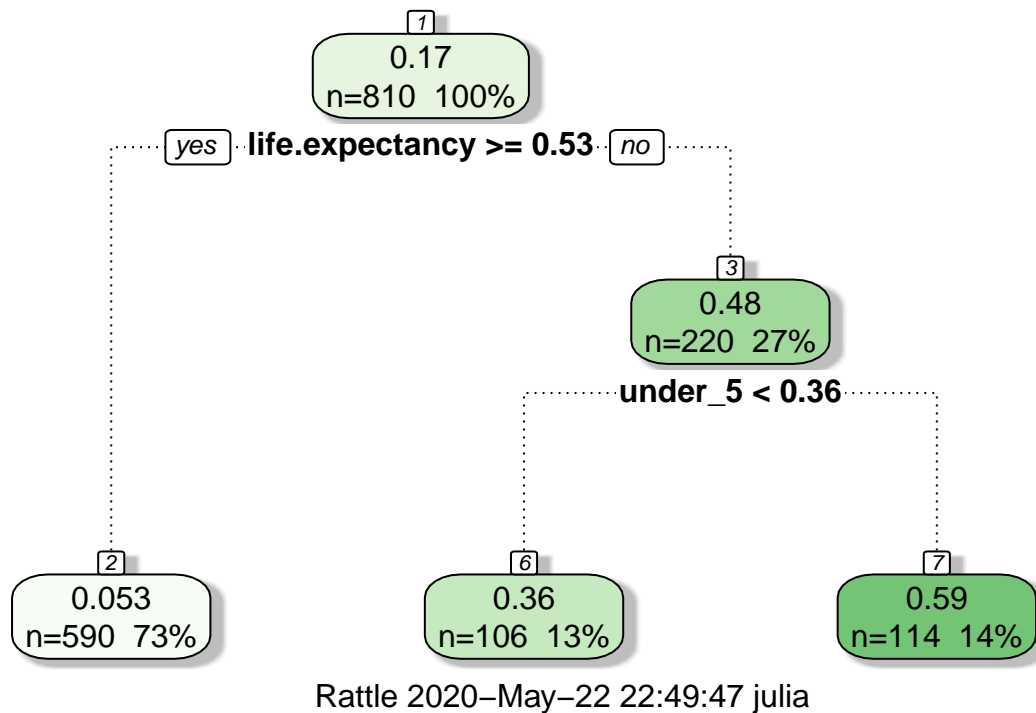 1
0.17
n=810 100%
yes life.expectancy >= 0.53 no
3
0.48
n=220 27%
under_5 < 0.36
2
0.053
n=590 73%
6
0.36
n=106 13%
7
0.59
n=114 14%
Rattle 2020−May−22 22:49:47 julia